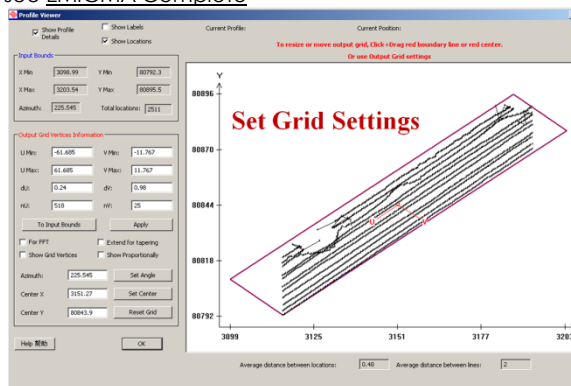 EMIGMA Complete
Profile Viewer
Show Profile Details
Show Labels
Show Locations
Current Profile:
Current Position:
To resize or move output grid, Click+Drag red boundary line or red center.
Or use Output Grid settings
Input Bounds
X Min 3098.99 Y Min 80792.3
X Max 3203.54 Y Max 80895.5
Azimuth: 225.545 Total locations: 2511
Output Grid Vertices Information
U Min: -61.685 V Min: -11.767
U Max: 61.685 V Max: 11.767
dU: 0.24 dV: 0.98
nU: 518 nV: 25
To Input Bounds Apply
For FFT Extend for tapering
Show Grid Vertices Show Proportionally
Azimuth: 225.545 Set Angle
Center X 3151.27 Set Center
Center Y 80843.9 Reset Grid
Help 幫助 OK
Set Grid Settings
Y
80896
80870
80844
80818
80792
U V
3099 3125 3151 3177 3203
Average distance between locations: 0.48 Average distance between lines: 2